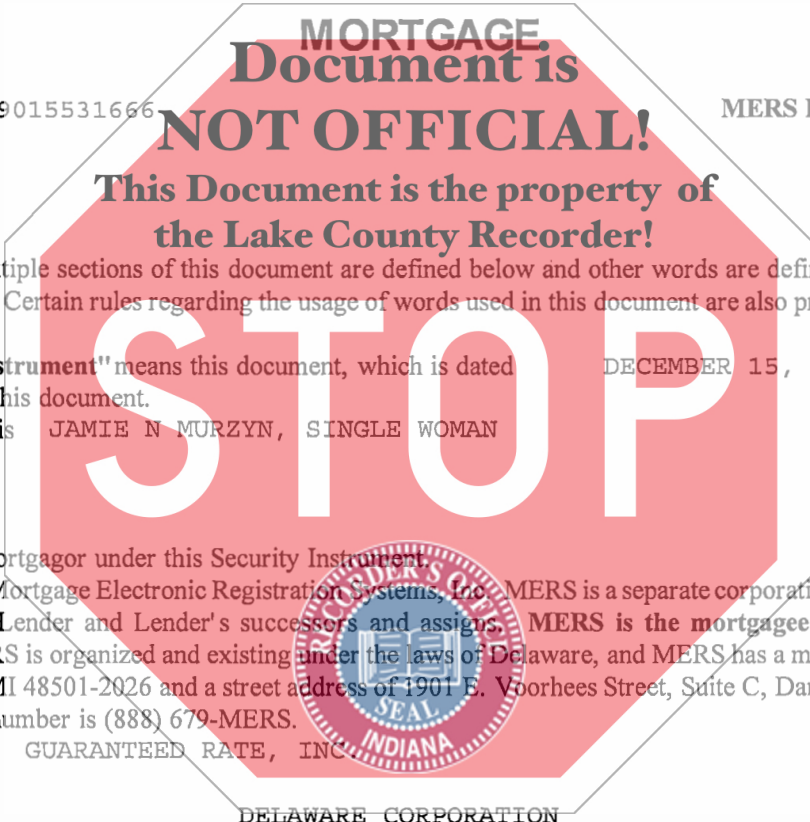 MORTGAGE
Document is
9015531666
MERS
NOT OFFICIAL!
This Document is the property of
the Lake County Recorder!
tiple sections of this document are defined below and other words are defi
Certain rules regarding the usage of words used in this document are also p
STOP
strument" means this document, which is dated DECEMBER 15,
his document.
is JAMIE N MURZYN, SINGLE WOMAN
ortgagor under this Security Instrument.
Mortgage Electronic Registration Systems, Inc. MERS is a separate corporati
Lender and Lender's successors and assigns. MERS is the mortgagee
RS is organized and existing under the laws of Delaware, and MERS has a m
MI 48501-2026 and a street address of 1901 E. Voorhees Street, Suite C, Dan
umber is (888) 679-MERS.
GUARANTEED RATE, INC.
DELAWARE CORPORATION
RECORDER'S OFFICE
SEAL
INDIANA